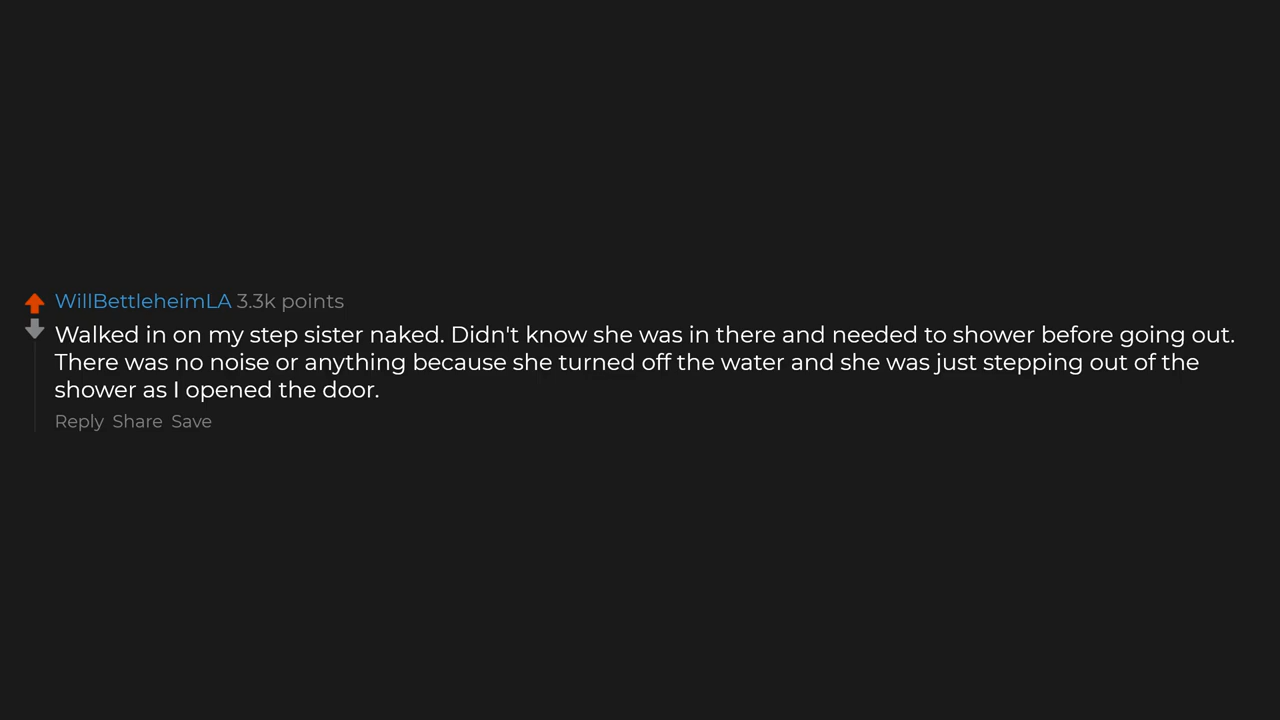 WillBettleheimLA 3.3k points
Walked in on my step sister naked. Didn't know she was in there and needed to shower before going out.
There was no noise or anything because she turned off the water and she was just stepping out of the
shower as I opened the door.
Reply Share Save